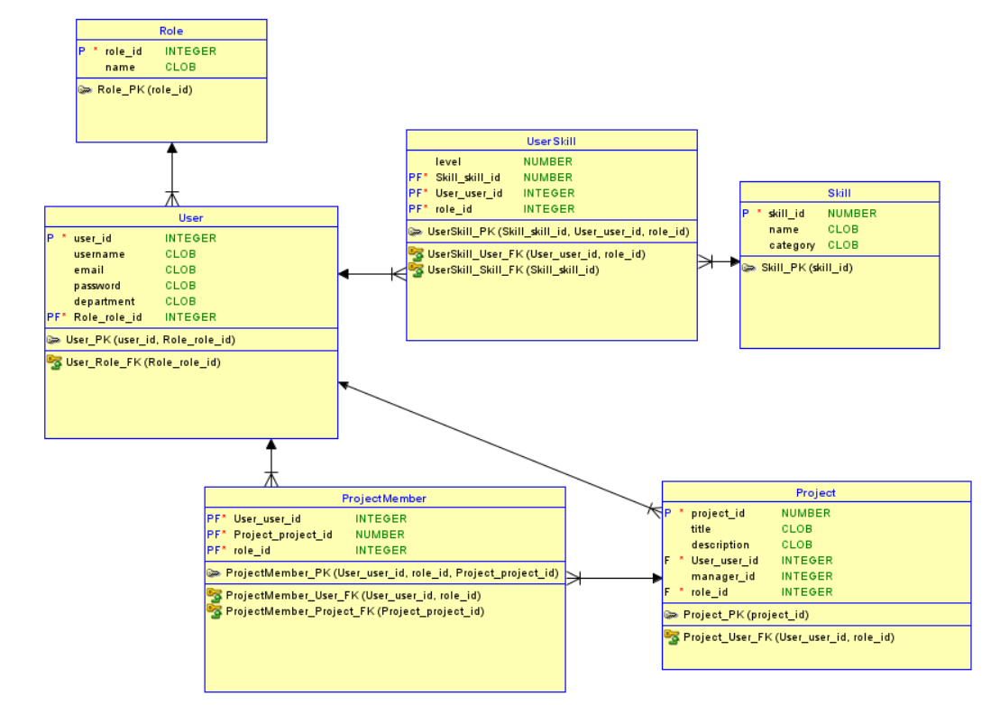 Role
P * role_id INTEGER
name CLOB
Role_PK (role_id)
User
P * user_id INTEGER
username CLOB
email CLOB
password CLOB
department CLOB
PF* Role_role_id INTEGER
User_PK (user_id, Role_role_id)
User_Role_FK (Role_role_id)
UserSkill
level NUMBER
PF* Skill_skill_id NUMBER
PF* User_user_id INTEGER
PF* role_id INTEGER
UserSkill_PK (Skill_skill_id, User_user_id, role_id)
UserSkill_User_FK (User_user_id, role_id)
UserSkill_Skill_FK (Skill_skill_id)
Skill
P * skill_id NUMBER
name CLOB
category CLOB
Skill_PK (skill_id)
ProjectMember
PF* User_user_id INTEGER
PF* Project_project_id NUMBER
PF* role_id INTEGER
ProjectMember_PK (User_user_id, role_id, Project_project_id)
ProjectMember_User_FK (User_user_id, role_id)
ProjectMember_Project_FK (Project_project_id)
Project
P * project_id NUMBER
title CLOB
description CLOB
F * User_user_id INTEGER
manager_id INTEGER
F * role_id INTEGER
Project_PK (project_id)
Project_User_FK (User_user_id, role_id)